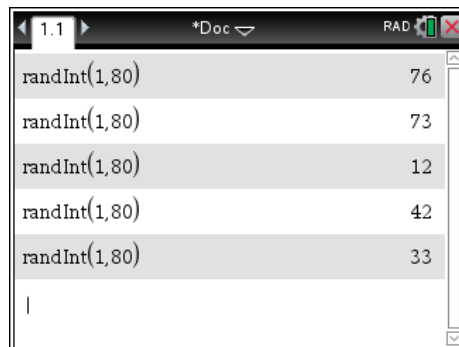 1.1 *Doc RAD
randInt(1,80) 76
randInt(1,80) 73
randInt(1,80) 12
randInt(1,80) 42
randInt(1,80) 33